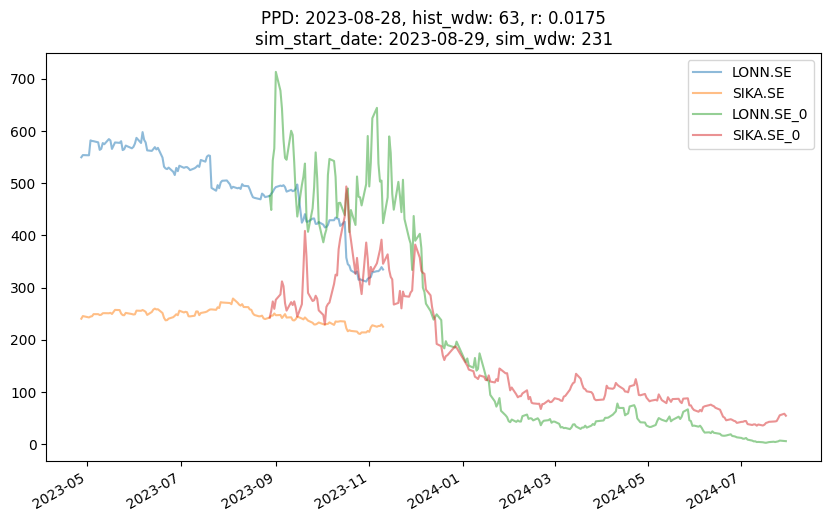 PPD: 2023-08-28, hist_wdw: 63, r: 0.0175
sim_start_date: 2023-08-29, sim_wdw: 231
LONN.SE
SIKA.SE
LONN.SE_0
SIKA.SE_0
700
600
500
400
300
200
100
0
2023-05
2023-07
2023-09
2023-11
2024-01
2024-03
2024-05
2024-07